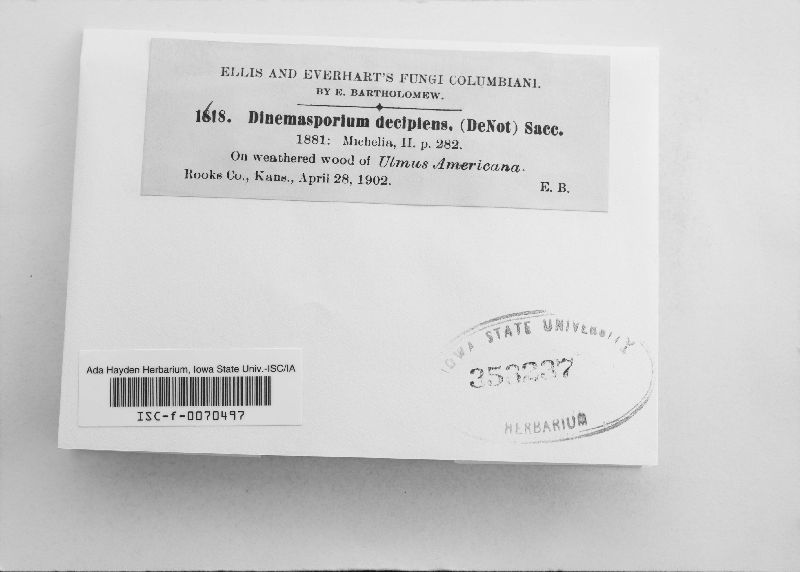 ELLIS AND EVERHART'S FUNGI COLUMBIANI.
BY E. BARTHOLOMEW.
1618. Dinemasporium decipiens, (DeNot) Sacc.
1881: Michelia, II. p. 282.
On weathered wood of Ulmus Americana.
Rooks Co., Kans., April 28, 1902.
E. B.
IOWA STATE UNIVERSITY
353237
HERBARIUM
Ada Hayden Herbarium, Iowa State Univ.-ISC/IA
ISC-f-0070497